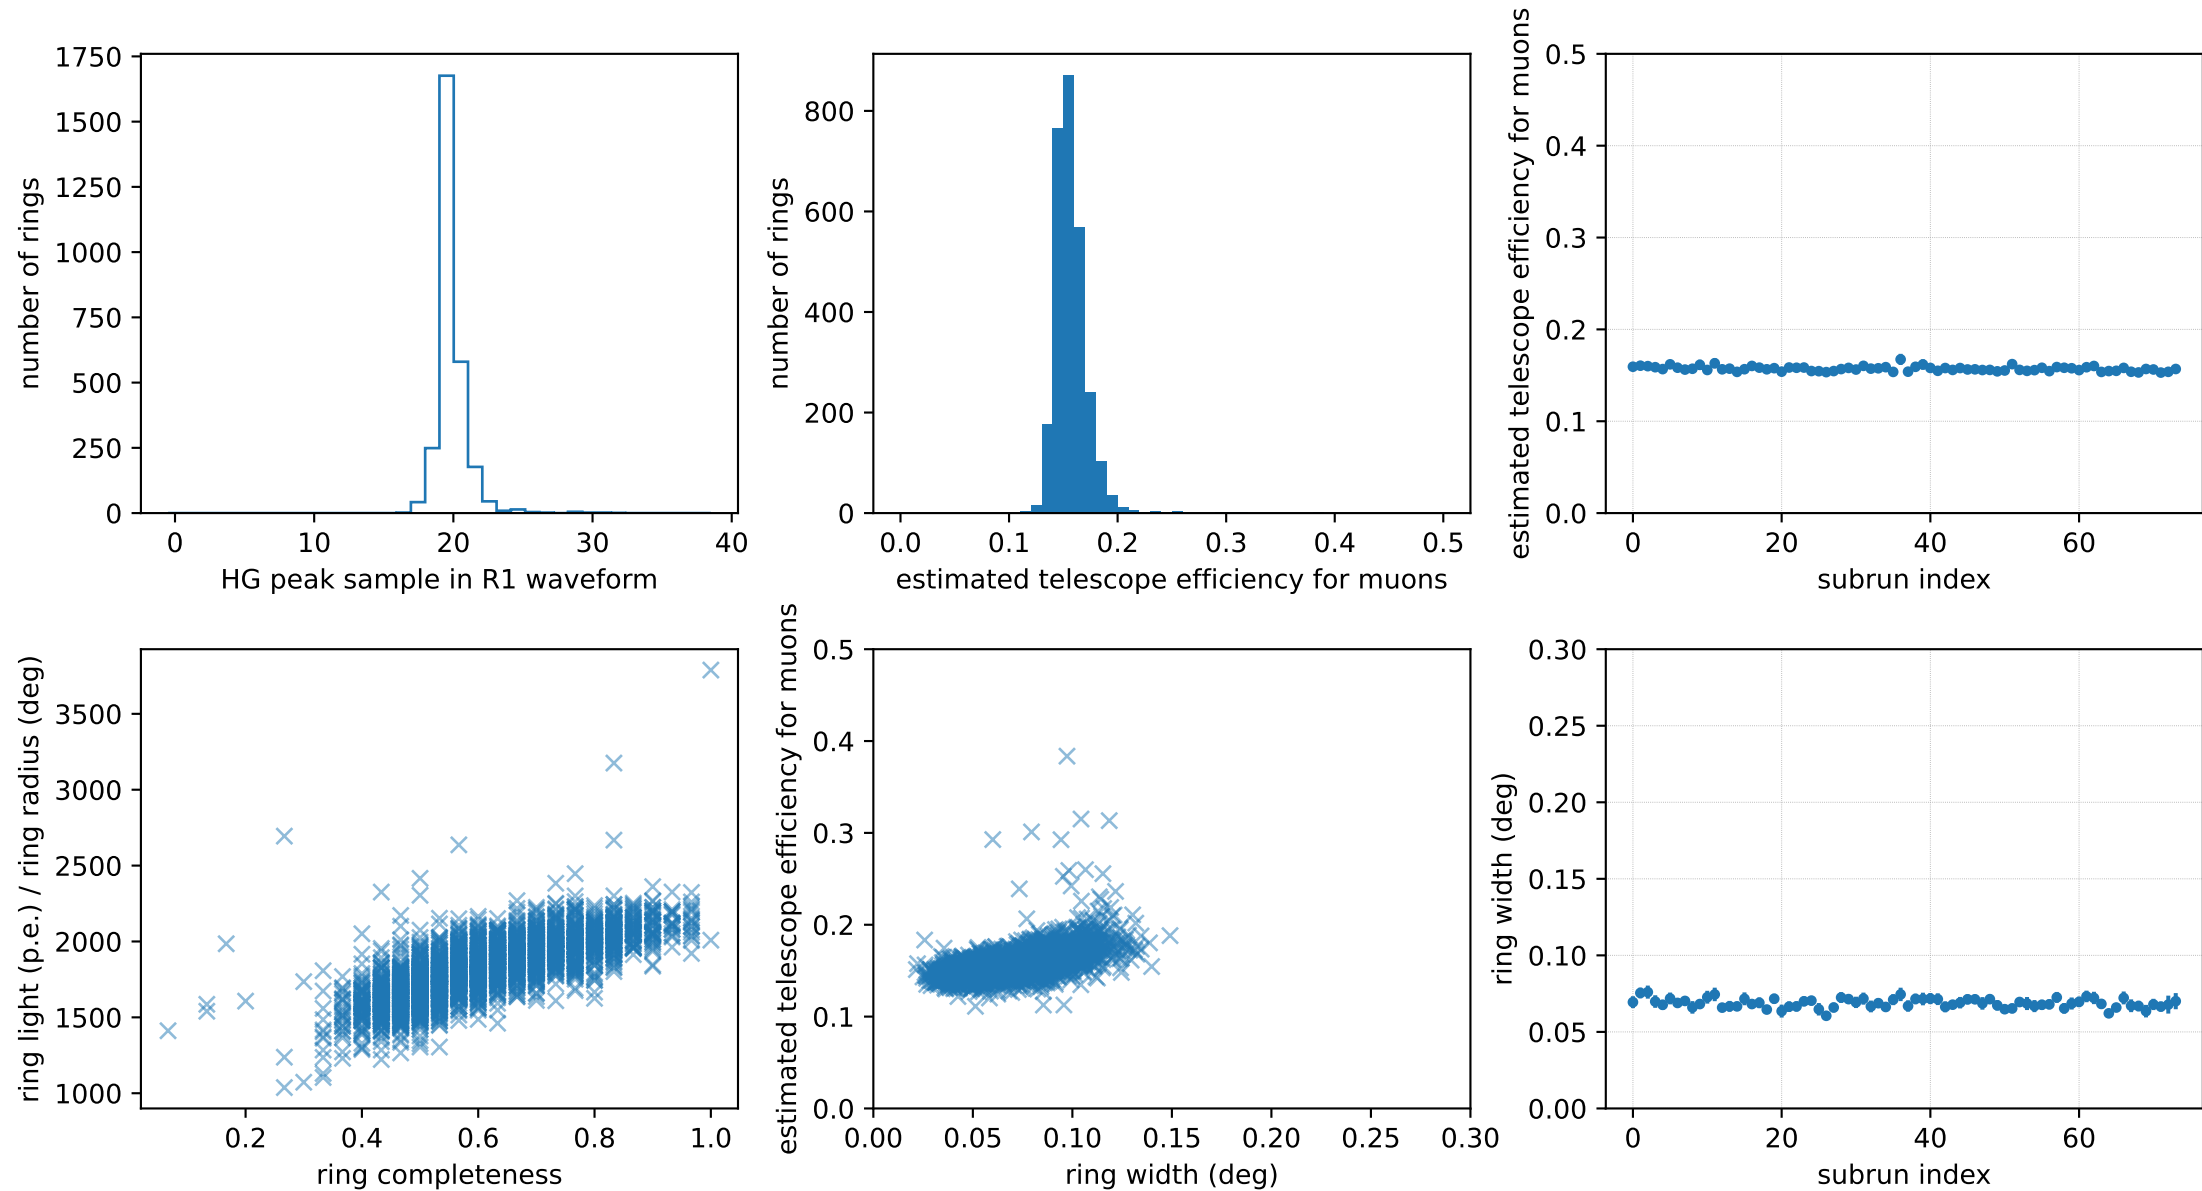 number of rings
1750
1500
1250
1000
750
500
250
0
0 10 20 30 40
HG peak sample in R1 waveform
number of rings
800
600
400
200
0
0.0 0.1 0.2 0.3 0.4 0.5
estimated telescope efficiency for muons
estimated telescope efficiency for muons
0.5
0.4
0.3
0.2
0.1
0.0
0 20 40 60
subrun index
ring light (p.e.) / ring radius (deg)
3500
3000
2500
2000
1500
1000
0.2 0.4 0.6 0.8 1.0
ring completeness
estimated telescope efficiency for muons
0.5
0.4
0.3
0.2
0.1
0.0
0.00 0.05 0.10 0.15 0.20 0.25 0.30
ring width (deg)
ring width (deg)
0.30
0.25
0.20
0.15
0.10
0.05
0.00
0 20 40 60
subrun index